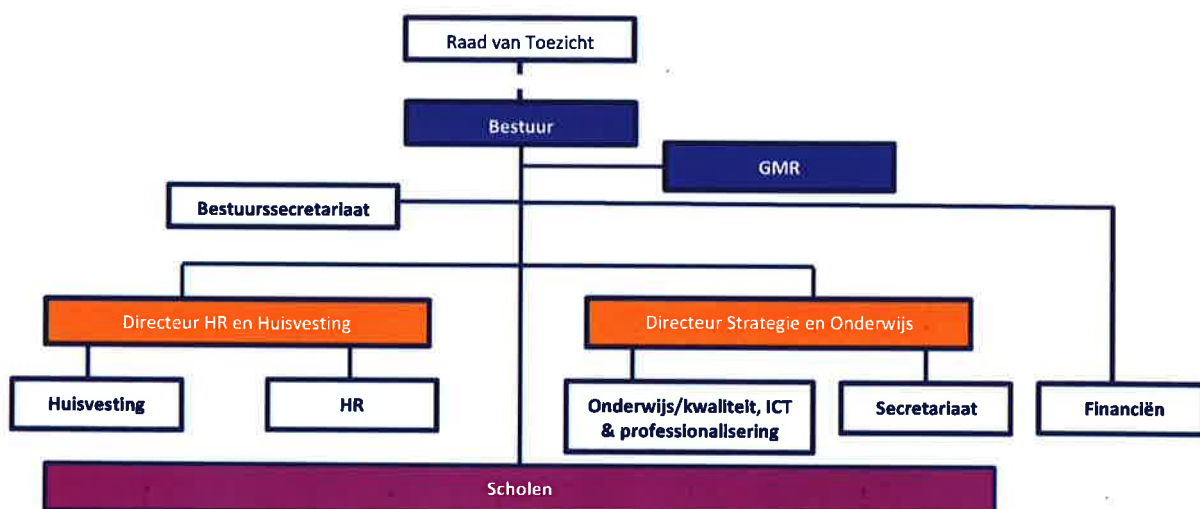 Raad van Toezicht
Bestuur
GMR
Bestuurssecretariaat
Directeur HR en Huisvesting
Directeur Strategie en Onderwijs
Huisvesting
HR
Onderwijs/kwaliteit, ICT
& professionalisering
Secretariaat
Financiën
Scholen